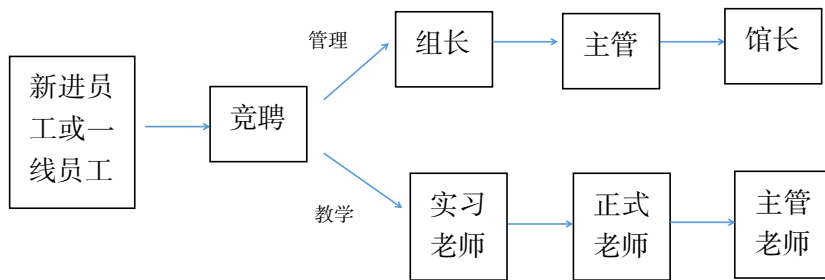 新进员
工或一
线员工
竞聘
管理
组长
主管
馆长
教学
实习
老师
正式
老师
主管
老师